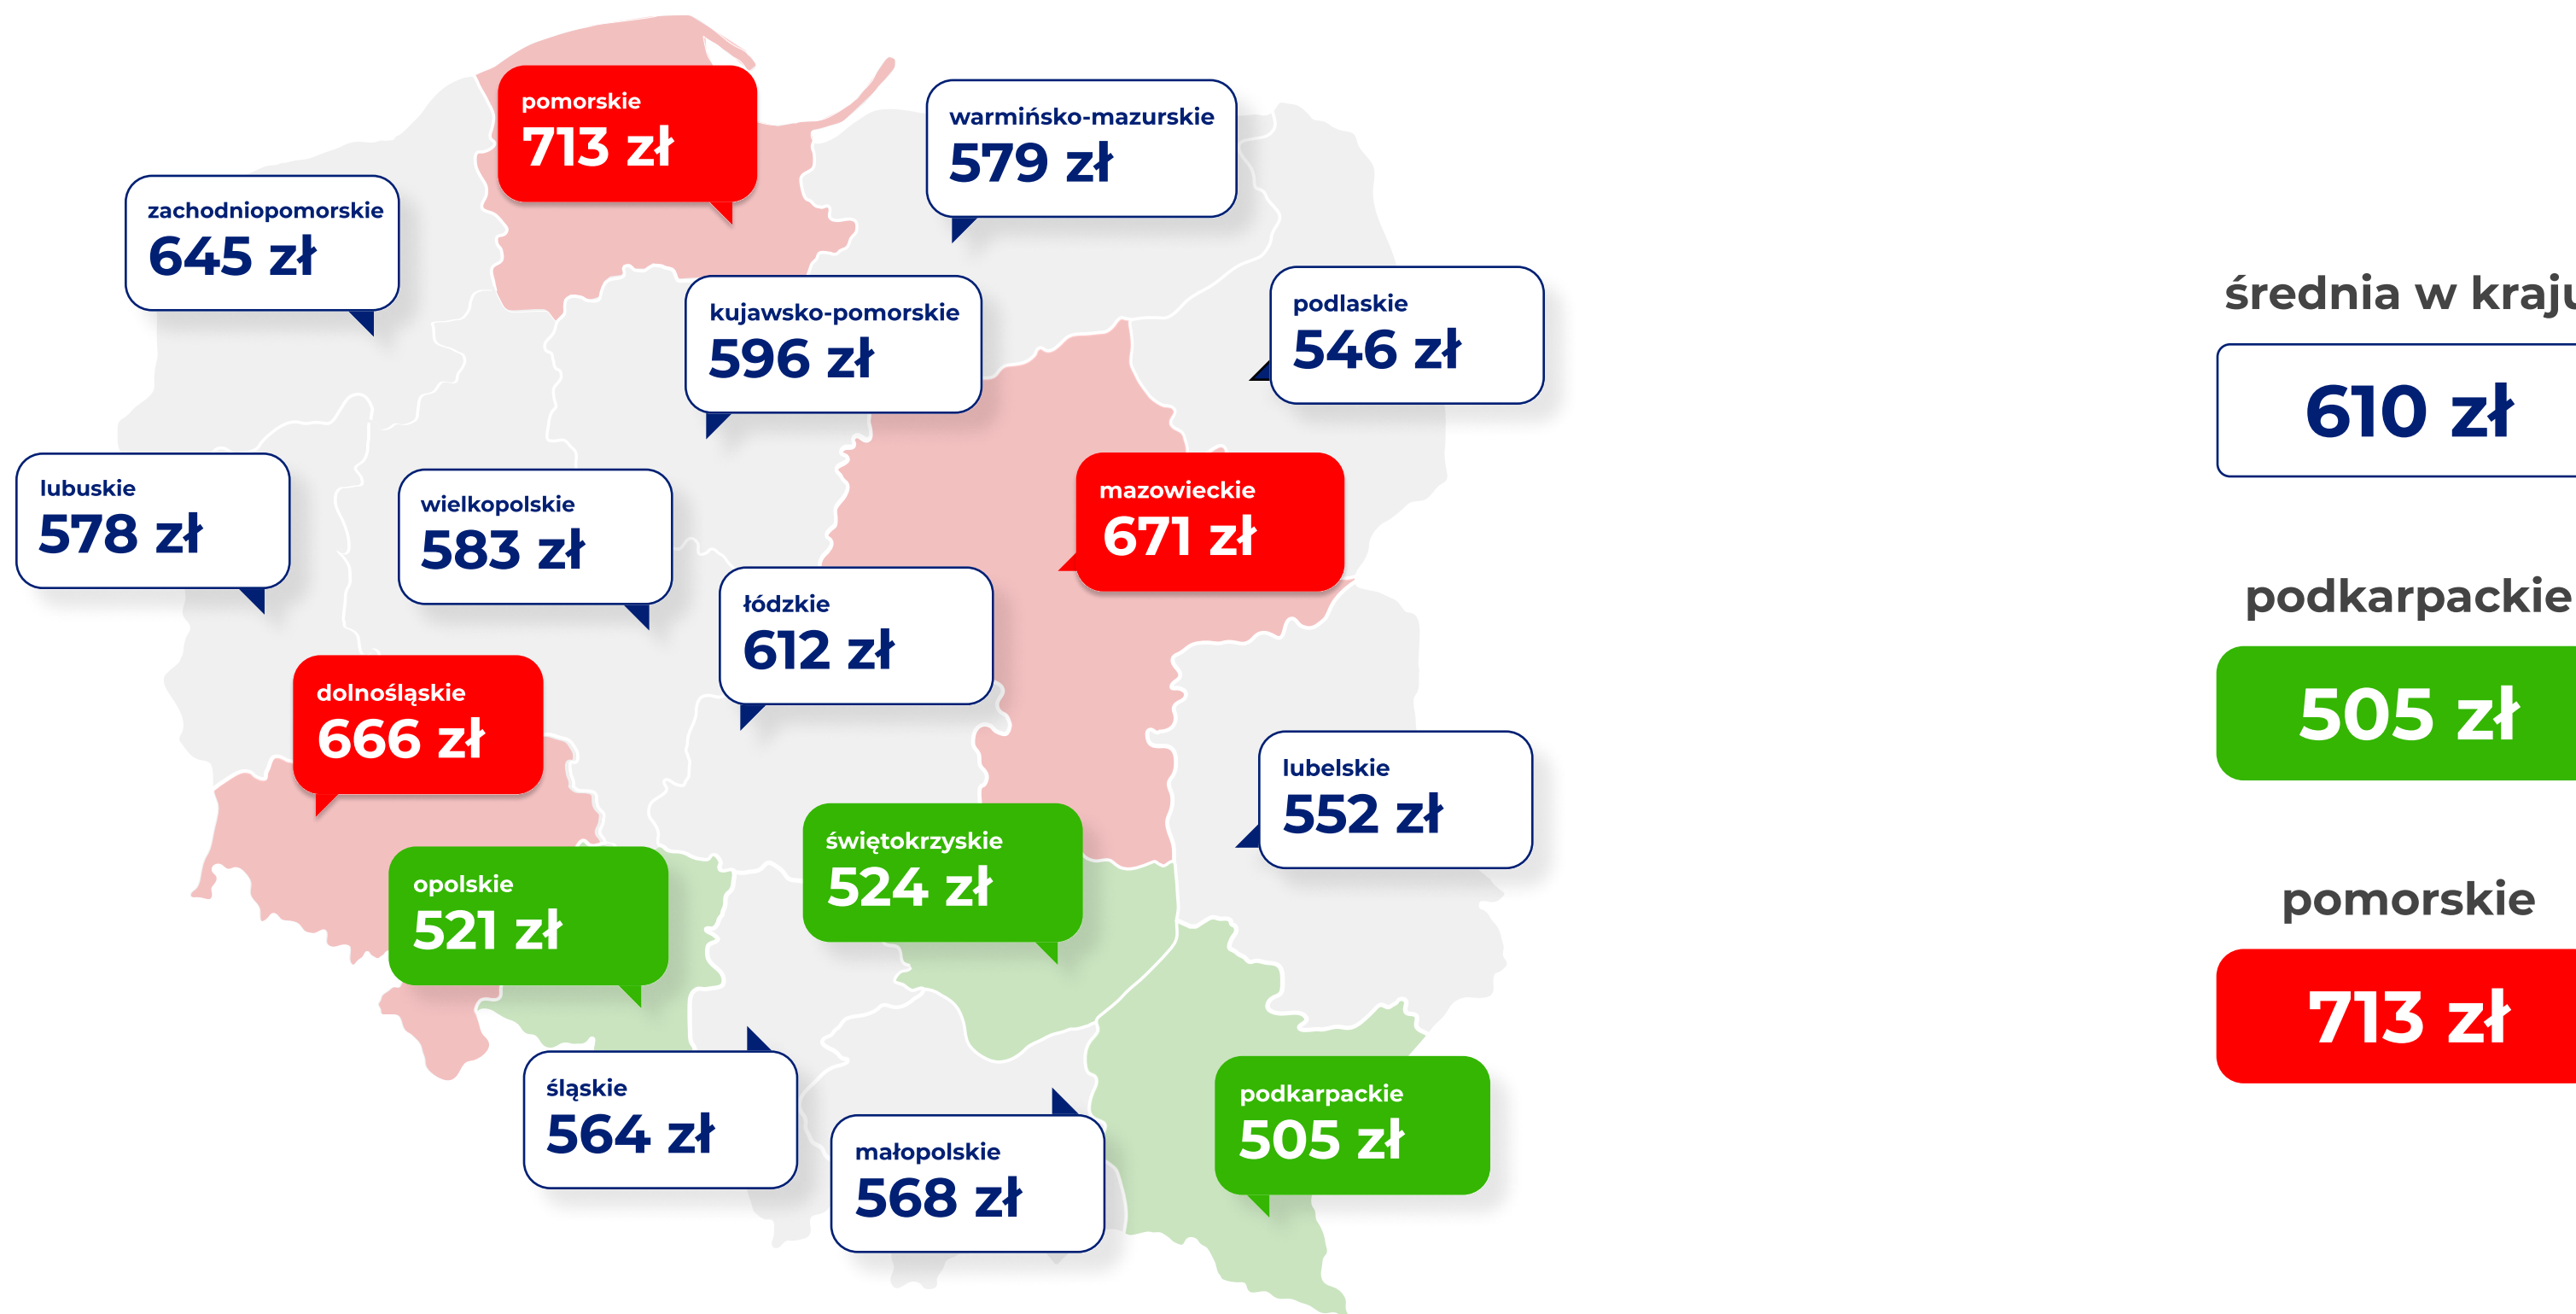 pomorskie
713 zł
warmińsko-mazurskie
579 zł
zachodniopomorskie
645 zł
kujawsko-pomorskie
596 zł
podlaskie
546 zł
lubuskie
578 zł
wielkopolskie
583 zł
mazowieckie
671 zł
łódzkie
612 zł
dolnośląskie
666 zł
lubelskie
552 zł
świętokrzyskie
524 zł
opolskie
521 zł
śląskie
564 zł
małopolskie
568 zł
podkarpackie
505 zł
średnia w kraju
610 zł
podkarpackie
505 zł
pomorskie
713 zł